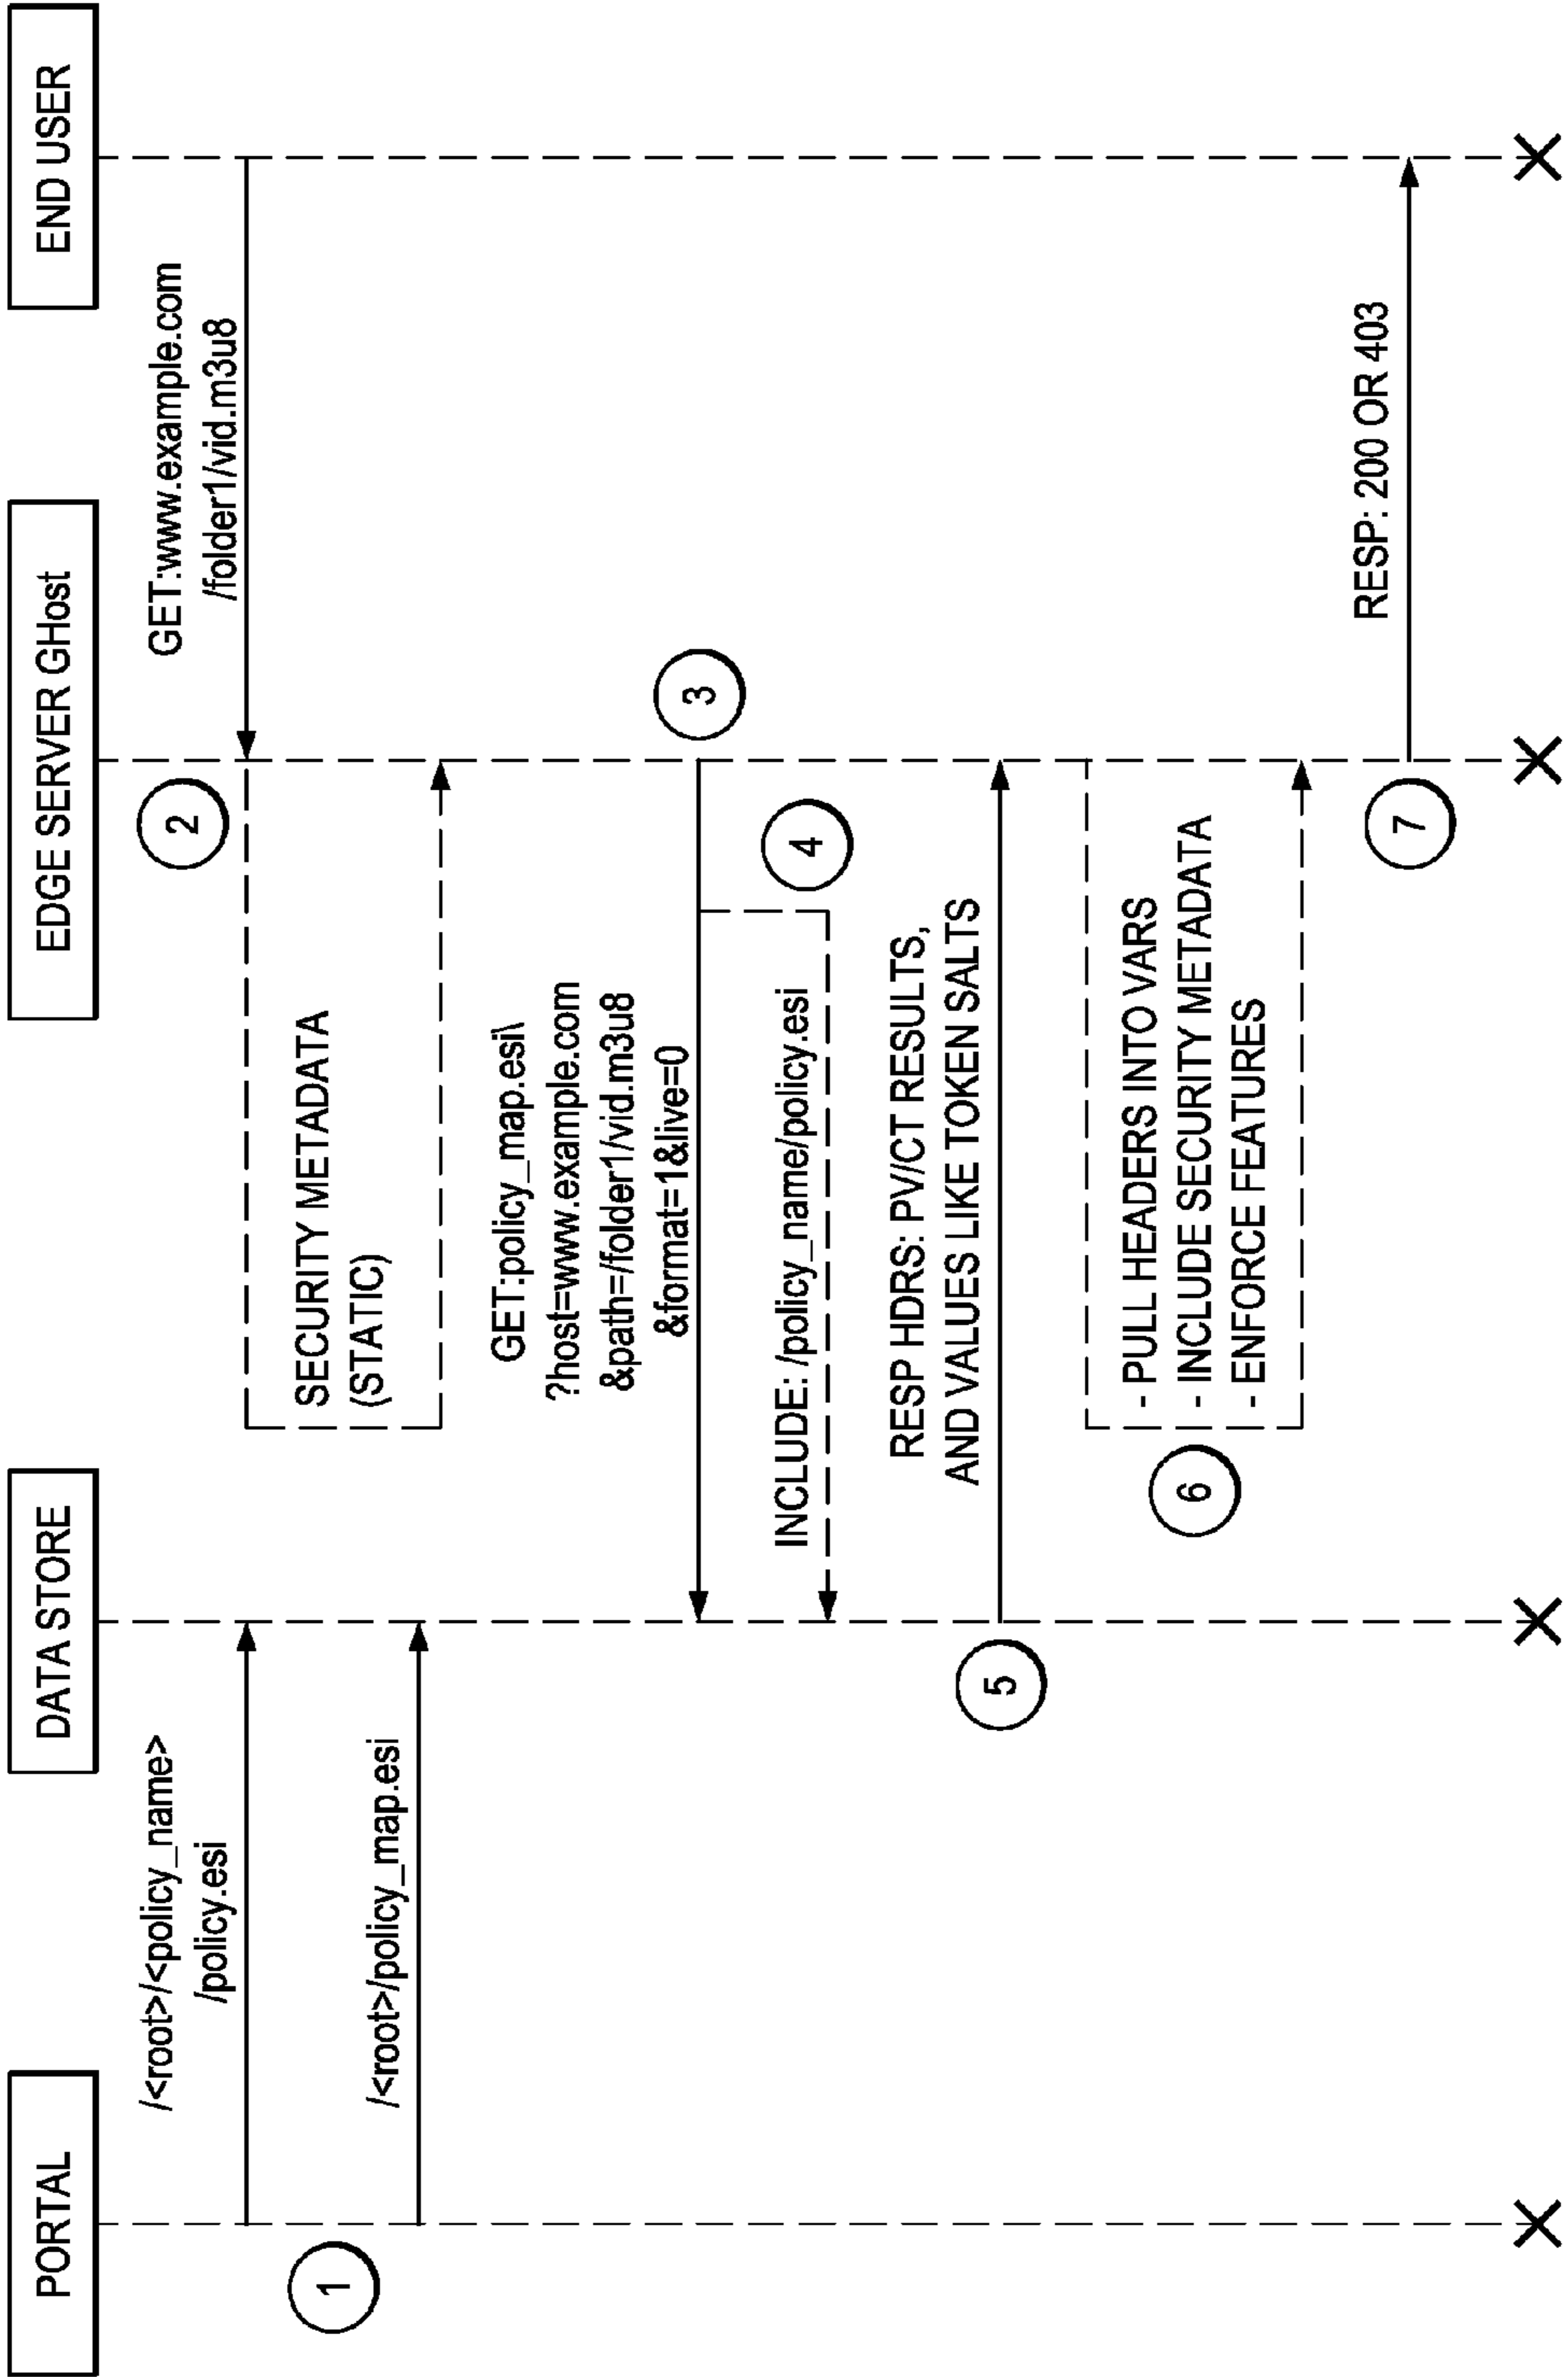 PORTAL
DATA STORE
EDGE SERVER GHost
END USER
/<root>/<policy_name>
/policy.esi
1
/<root>/policy_map.esi
2
GET:www.example.com
/folder1/vid.m3u8
SECURITY METADATA
(STATIC)
GET:policy_map.esi\
?host=www.example.com
&path=/folder1/vid.m3u8
&format=1&live=0
3
4
INCLUDE: /policy_name/policy.esi
RESP HDRS: PV/CT RESULTS,
AND VALUES LIKE TOKEN SALTS
5
- PULL HEADERS INTO VARS
- INCLUDE SECURITY METADATA
- ENFORCE FEATURES
6
RESP: 200 OR 403
7